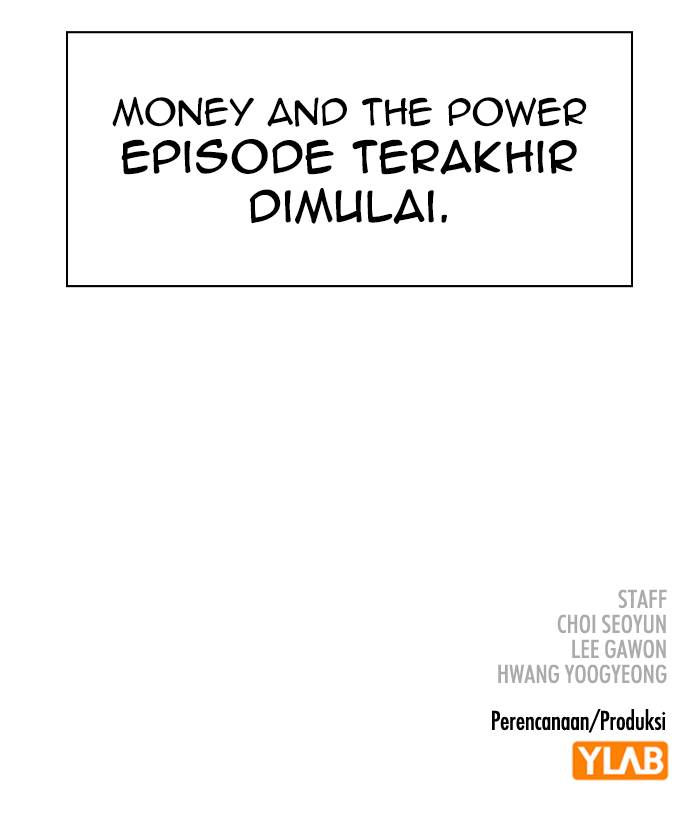 MONEY AND THE POWER
EPISODE TERAKHIR
DIMULAI.
STAFF
CHOI SEOYUN
LEE GAWON
HWANG YOOGYEONG
Perencanaan/Produksi
YLAB